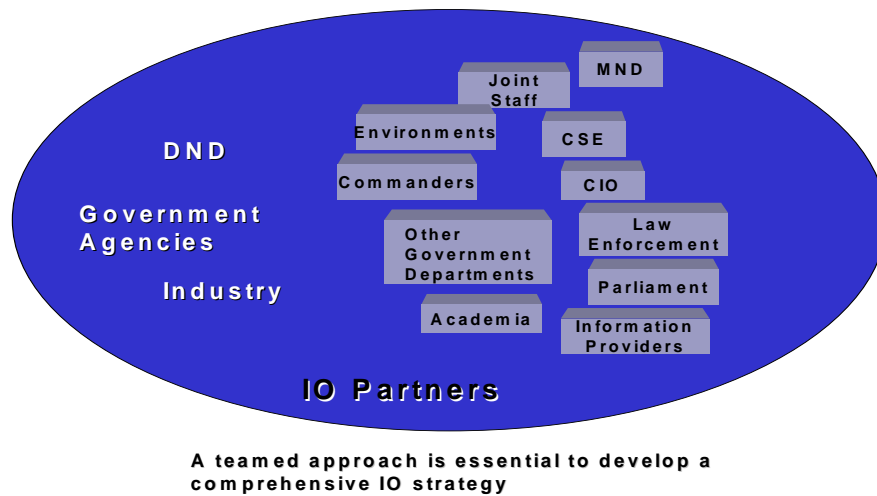 MND
Joint
Staff
Environments
CSE
DND
Commanders
CIO
Government
Agencies
Other
Government
Departments
Law
Enforcement
Industry
Parliament
Academia
Information
Providers
IO Partners
A teamed approach is essential to develop a
comprehensive IO strategy